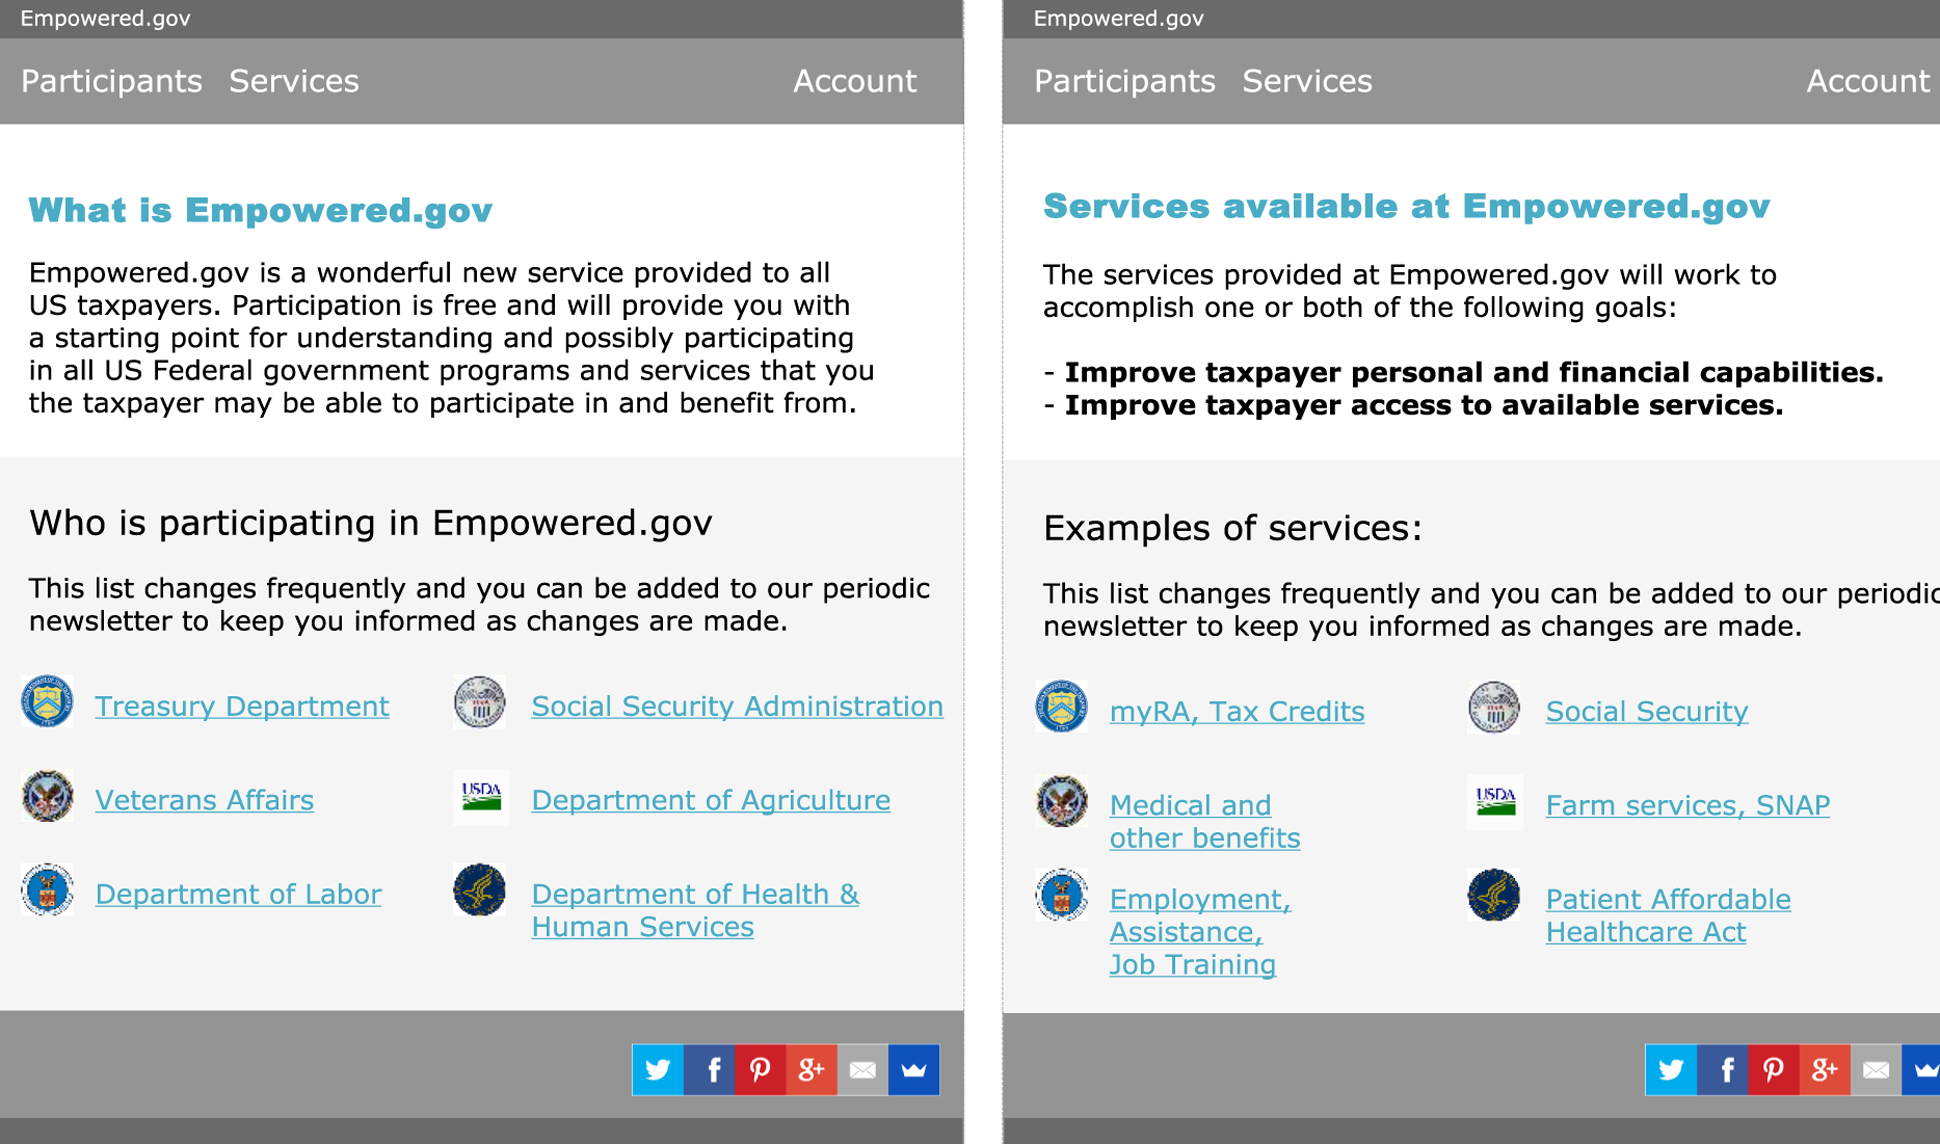 Empowered.gov
Participants Services Account
What is Empowered.gov
Empowered.gov is a wonderful new service provided to all
US taxpayers. Participation is free and will provide you with
a starting point for understanding and possibly participating
in all US Federal government programs and services that you
the taxpayer may be able to participate in and benefit from.
Who is participating in Empowered.gov
This list changes frequently and you can be added to our periodic
newsletter to keep you informed as changes are made.
Treasury Department
Social Security Administration
Veterans Affairs
USDA
Department of Agriculture
Department of Labor
Department of Health &
Human Services
f
g+
Empowered.gov
Participants Services Account
Services available at Empowered.gov
The services provided at Empowered.gov will work to
accomplish one or both of the following goals:
- Improve taxpayer personal and financial capabilities.
- Improve taxpayer access to available services.
Examples of services:
This list changes frequently and you can be added to our periodic
newsletter to keep you informed as changes are made.
myRA, Tax Credits
Social Security
Medical and
other benefits
USDA
Farm services, SNAP
Employment,
Assistance,
Job Training
Patient Affordable
Healthcare Act
f
g+